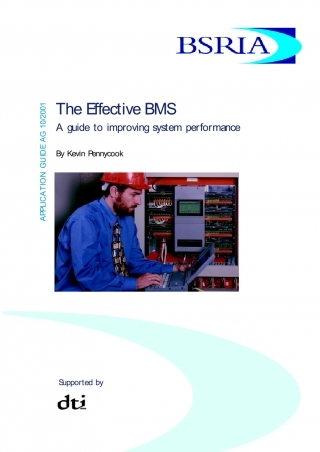 BSRIA
APPLICATION GUIDE AG 10/2001
The Effective BMS
A guide to improving system performance
By Kevin Pennycook
Supported by
dti